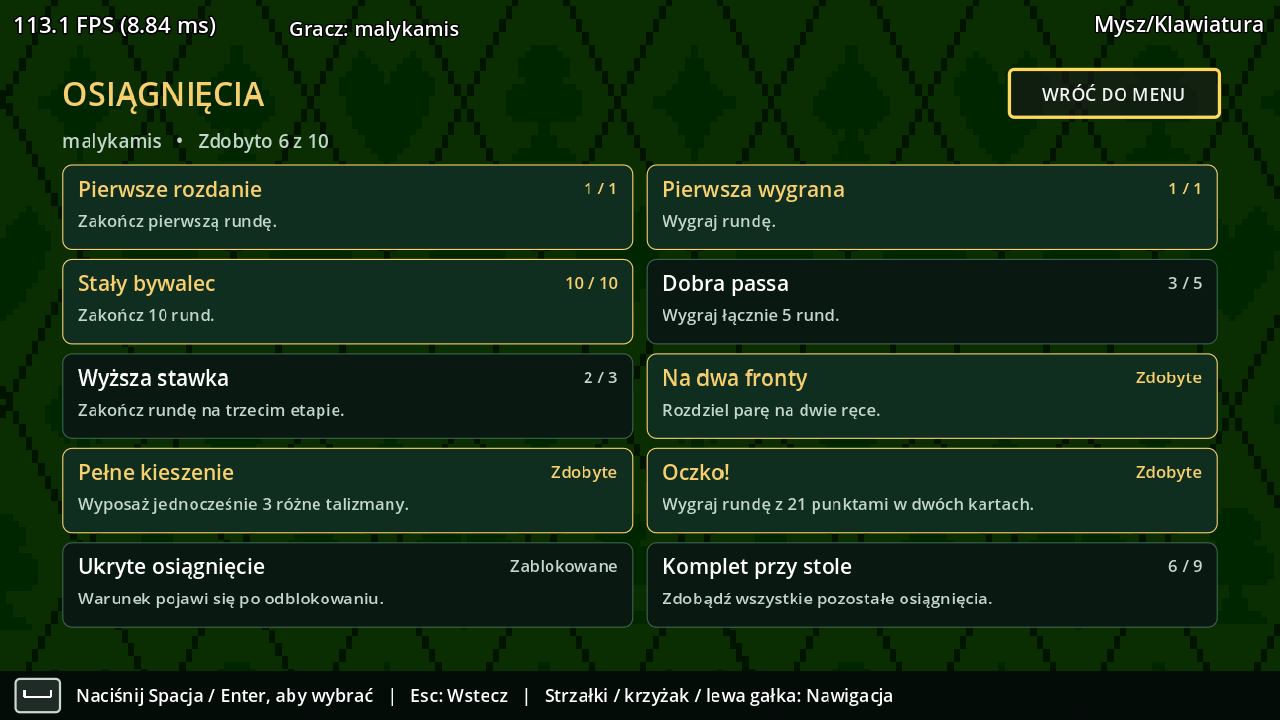 113.1 FPS (8.84 ms)
Gracz: malykamis
Mysz/Klawiatura
OSIĄGNIĘCIA
WRÓĆ DO MENU
malykamis • Zdobyto 6 z 10
Pierwsze rozdanie 1 / 1
Zakończ pierwszą rundę.
Pierwsza wygrana 1 / 1
Wygraj rundę.
Stały bywalec 10 / 10
Zakończ 10 rund.
Dobra passa 3 / 5
Wygraj łącznie 5 rund.
Wyższa stawka 2 / 3
Zakończ rundę na trzecim etapie.
Na dwa fronty Zdobyte
Rozdziel parę na dwie ręce.
Pełne kieszenie Zdobyte
Wyposaż jednocześnie 3 różne talizmany.
Oczko! Zdobyte
Wygraj rundę z 21 punktami w dwóch kartach.
Ukryte osiągnięcie Zablokowane
Warunek pojawi się po odblokowaniu.
Komplet przy stole 6 / 9
Zdobądź wszystkie pozostałe osiągnięcia.
Naciśnij Spacja / Enter, aby wybrać | Esc: Wstecz | Strzałki / krzyżak / lewa gałka: Nawigacja